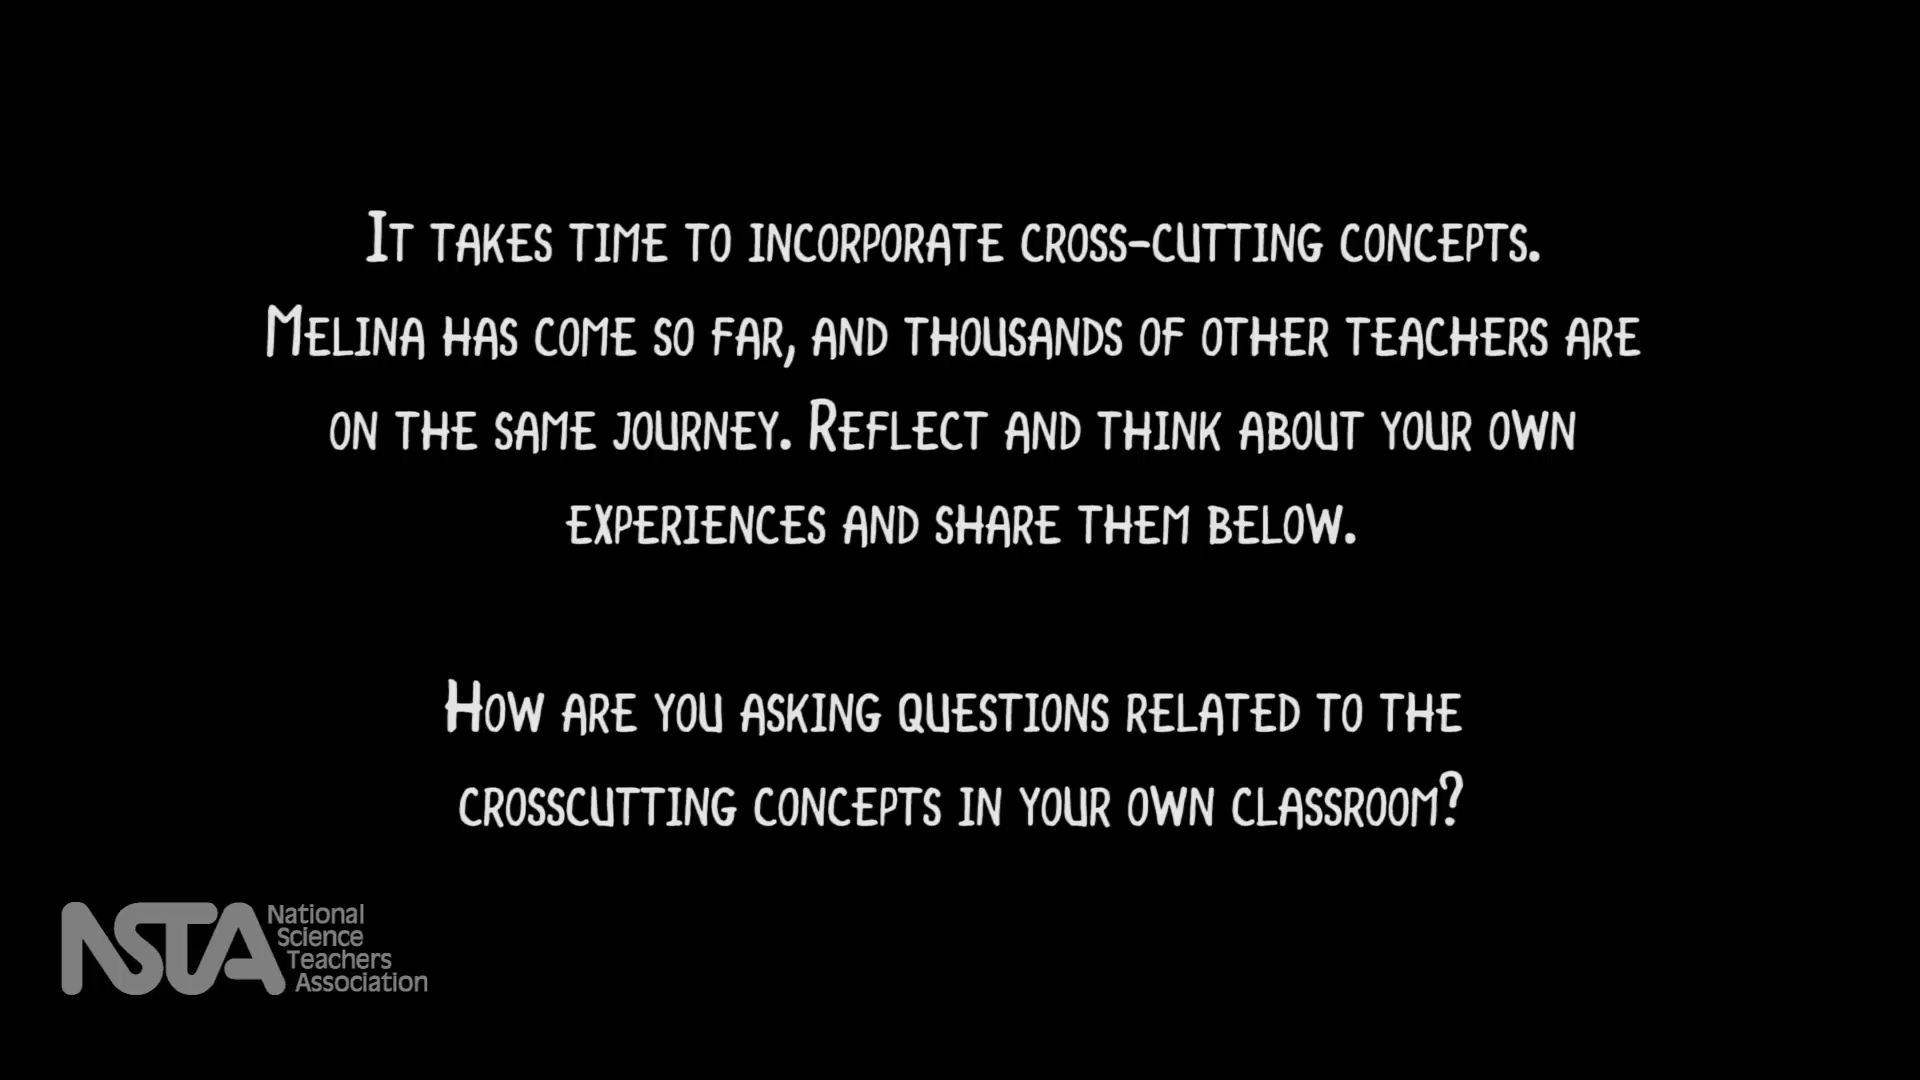 It takes time to incorporate cross-cutting concepts.
Melina has come so far, and thousands of other teachers are
on the same journey. Reflect and think about your own
experiences and share them below.
How are you asking questions related to the
crosscutting concepts in your own classroom?
NSTA
National
Science
Teachers
Association